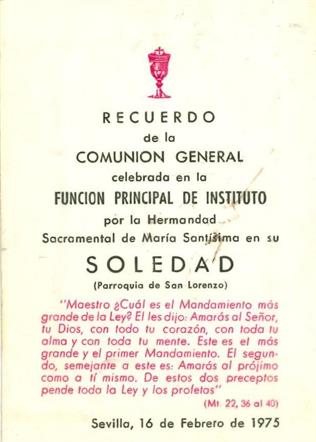 RECUERDO
de la
COMUNION GENERAL
celebrada en la
FUNCION PRINCIPAL DE INSTITUTO
por la Hermandad
Sacramental de María Santísima en su
SOLEDAD
(Parroquia de San Lorenzo)
"Maestro ¿Cuál es el Mandamiento más
grande de la Ley? El les dijo: Amarás al Señor,
tu Dios, con todo tu corazón, con toda tu
alma y con toda tu mente. Este es el más
grande y el primer Mandamiento. El segun-
do, semejante a este es: Amarás al prójimo
como a tí mismo. De estos dos preceptos
pende toda la Ley y los profetas"
(Mt. 22, 36 al 40)
Sevilla, 16 de Febrero de 1975